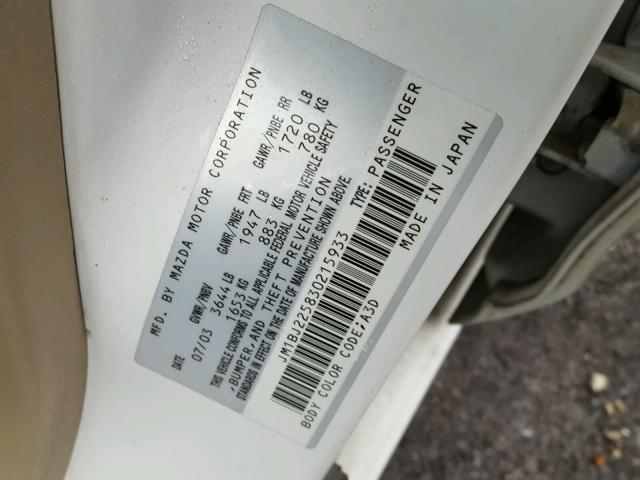 MFD. BY MAZDA MOTOR CORPORATION
DATE GVWR/PNBV GAWR/PNBE FRT GAWR/PNBE RR
07/03 3644 LB 1947 LB 1720 LB
1653 KG 883 KG 780 KG
THIS VEHICLE CONFORMS TO ALL APPLICABLE FEDERAL MOTOR VEHICLE SAFETY
, BUMPER, AND THEFT PREVENTION
STANDARDS IN EFFECT ON THE DATE OF MANUFACTURE SHOWN ABOVE.
JM1BJ225830215933 TYPE: PASSENGER
BODY COLOR CODE;A3D MADE IN JAPAN